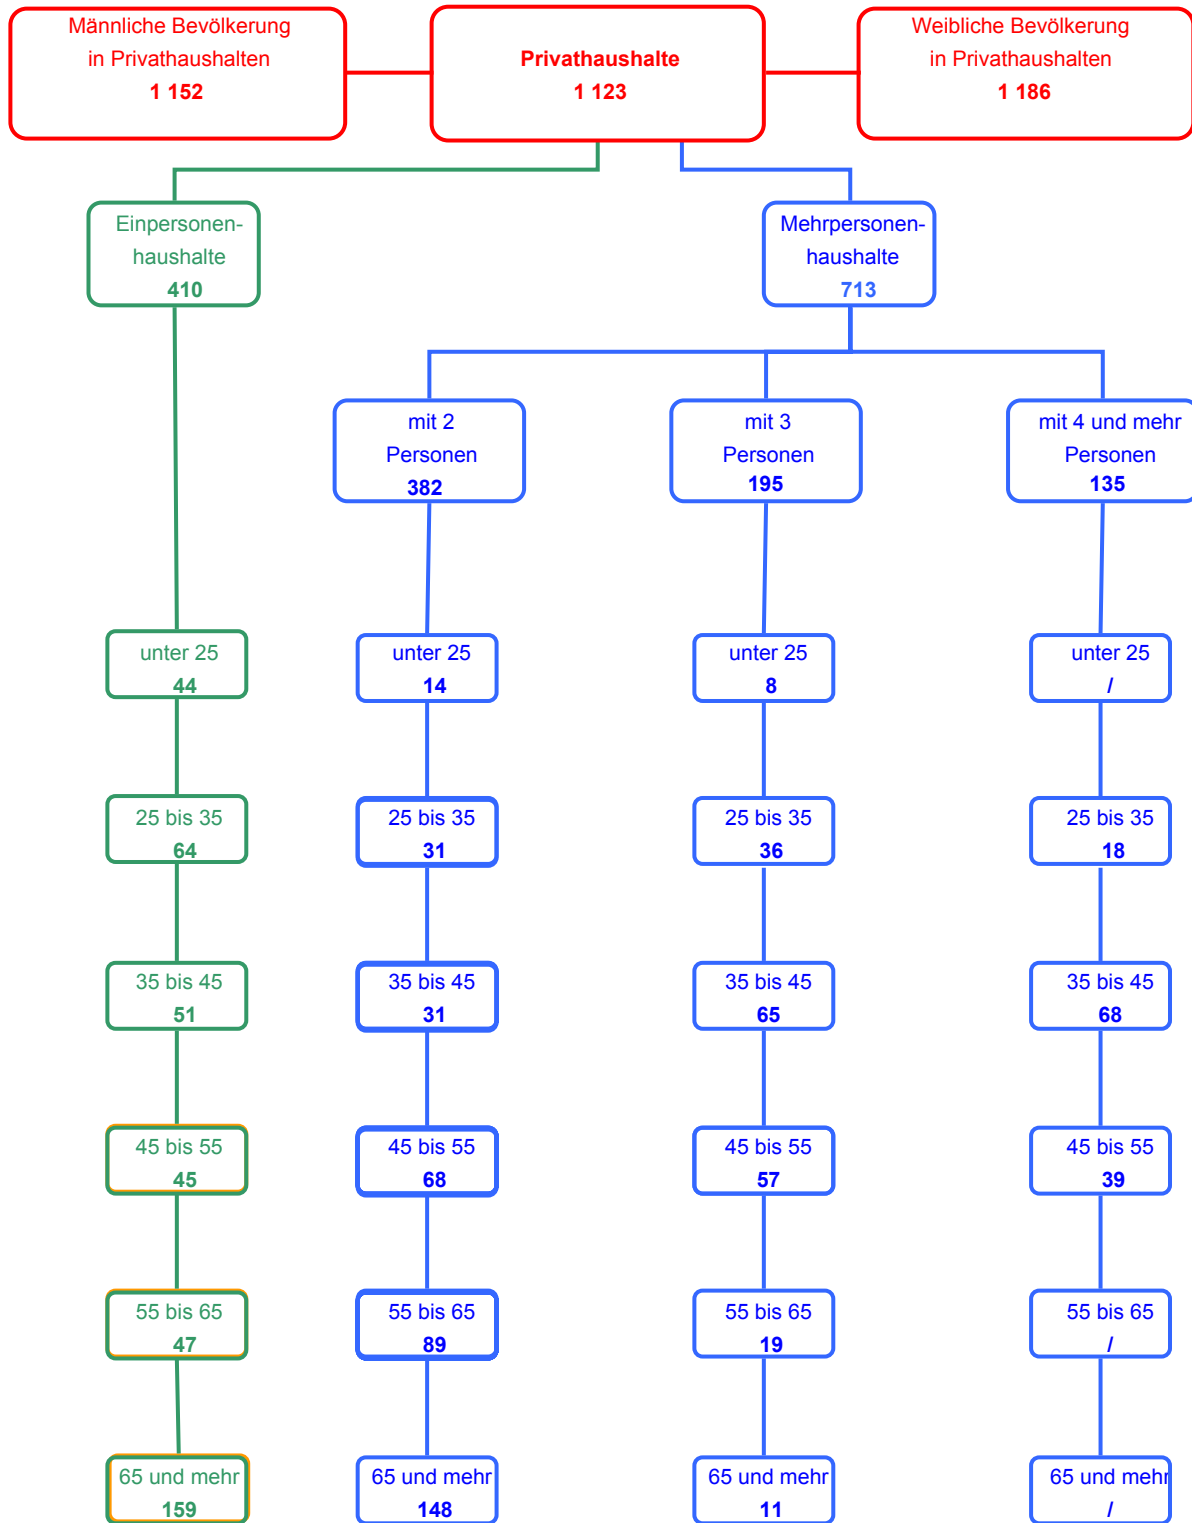 Männliche Bevölkerung
in Privathaushalten
1 152
Privathaushalte
1 123
Weibliche Bevölkerung
in Privathaushalten
1 186
Einpersonen-
haushalte
410
Mehrpersonen-
haushalte
713
mit 2
Personen
382
mit 3
Personen
195
mit 4 und mehr
Personen
135
unter 25
44
unter 25
14
unter 25
8
unter 25
/
25 bis 35
64
25 bis 35
31
25 bis 35
36
25 bis 35
18
35 bis 45
51
35 bis 45
31
35 bis 45
65
35 bis 45
68
45 bis 55
45
45 bis 55
68
45 bis 55
57
45 bis 55
39
55 bis 65
47
55 bis 65
89
55 bis 65
19
55 bis 65
/
65 und mehr
159
65 und mehr
148
65 und mehr
11
65 und mehr
/